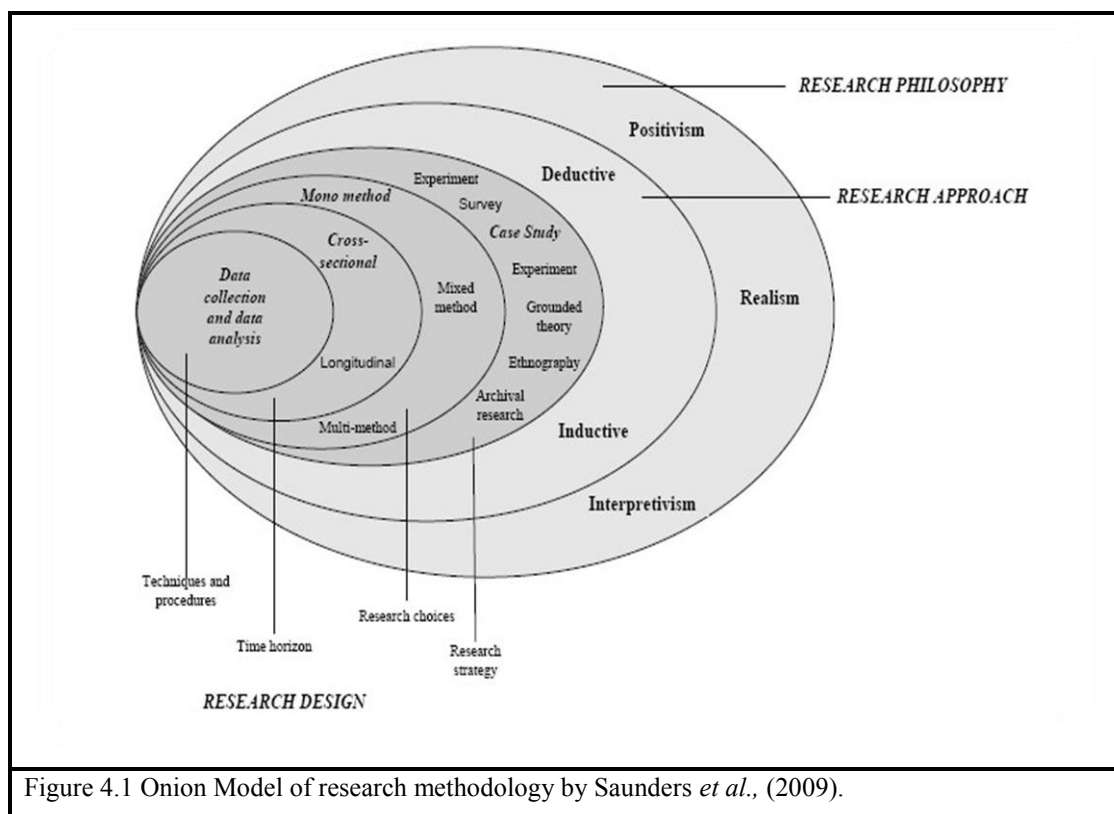 RESEARCH PHILOSOPHY
Positivism
Deductive
RESEARCH APPROACH
Experiment
Mono method
Survey
Case Study
Cross-
sectional
Data
collection
and data
analysis
Experiment
Mixed
method
Grounded
theory
Realism
Ethnography
Longitudinal
Archival
research
Multi-method
Inductive
Interpretivism
Techniques and
procedures
Research choices
Time horizon
Research
strategy
RESEARCH DESIGN
Figure 4.1 Onion Model of research methodology by Saunders et al., (2009).